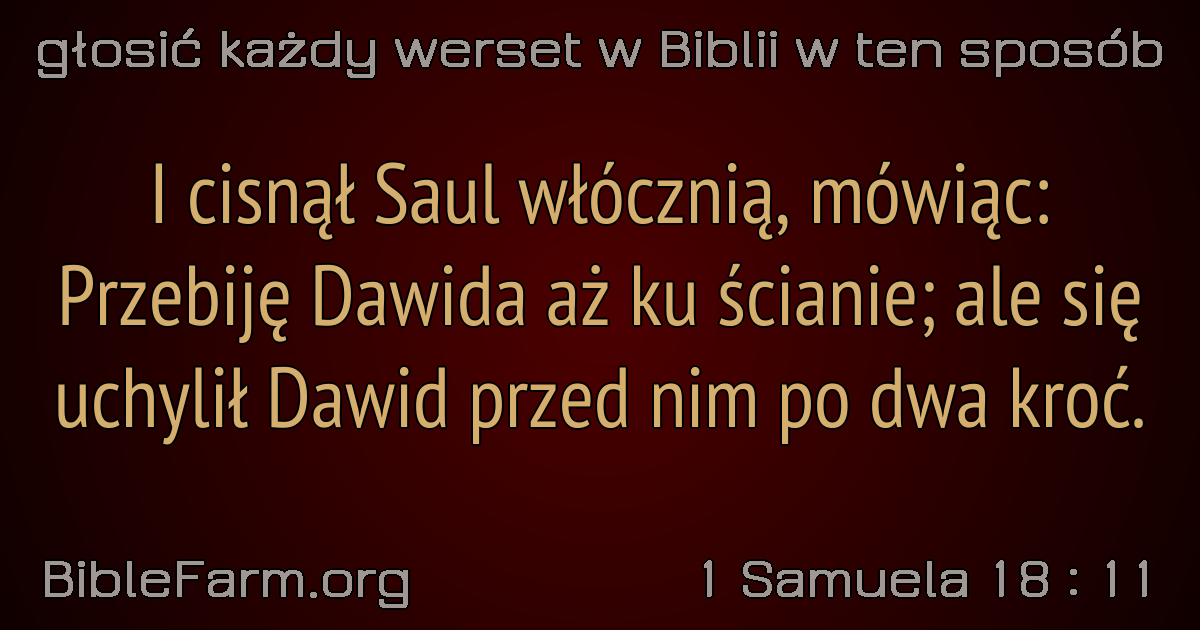 głosić każdy werset w Biblii w ten sposób
I cisnął Saul włócznią, mówiąc:
Przebiję Dawida aż ku ścianie; ale się
uchylił Dawid przed nim po dwa kroć.
BibleFarm.org
1 Samuela 18 : 11